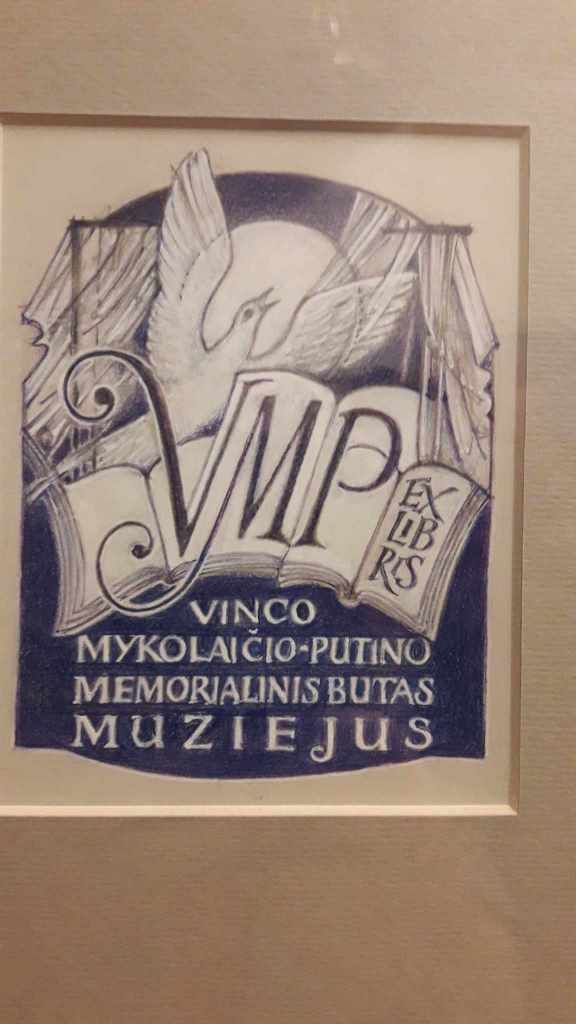 VMP
EX
LIB
RIS
VINCO
MYKOLAIČIO-PUTINO
MEMORIALINIS BUTAS
MUZIEJUS